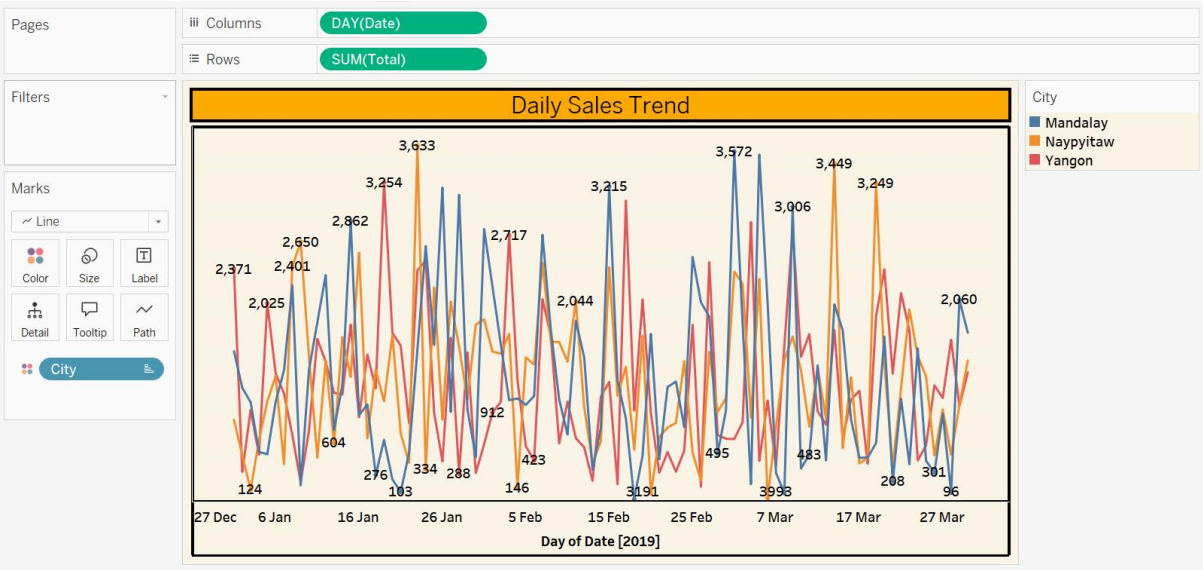 Pages
Columns
DAY(Date)
Rows
SUM(Total)
Filters
Marks
Line
Color
Size
Label
Detail
Tooltip
Path
City
Daily Sales Trend
3,633
3,572
3,449
3,254
3,215
3,249
3,006
2,862
2,717
2,650
2,371
2,401
2,025
2,044
2,060
912
604
423
495
483
334
276
288
301
208
124
103
146
3191
3993
96
27 Dec
6 Jan
16 Jan
26 Jan
5 Feb
15 Feb
25 Feb
7 Mar
17 Mar
27 Mar
Day of Date [2019]
City
Mandalay
Naypyitaw
Yangon